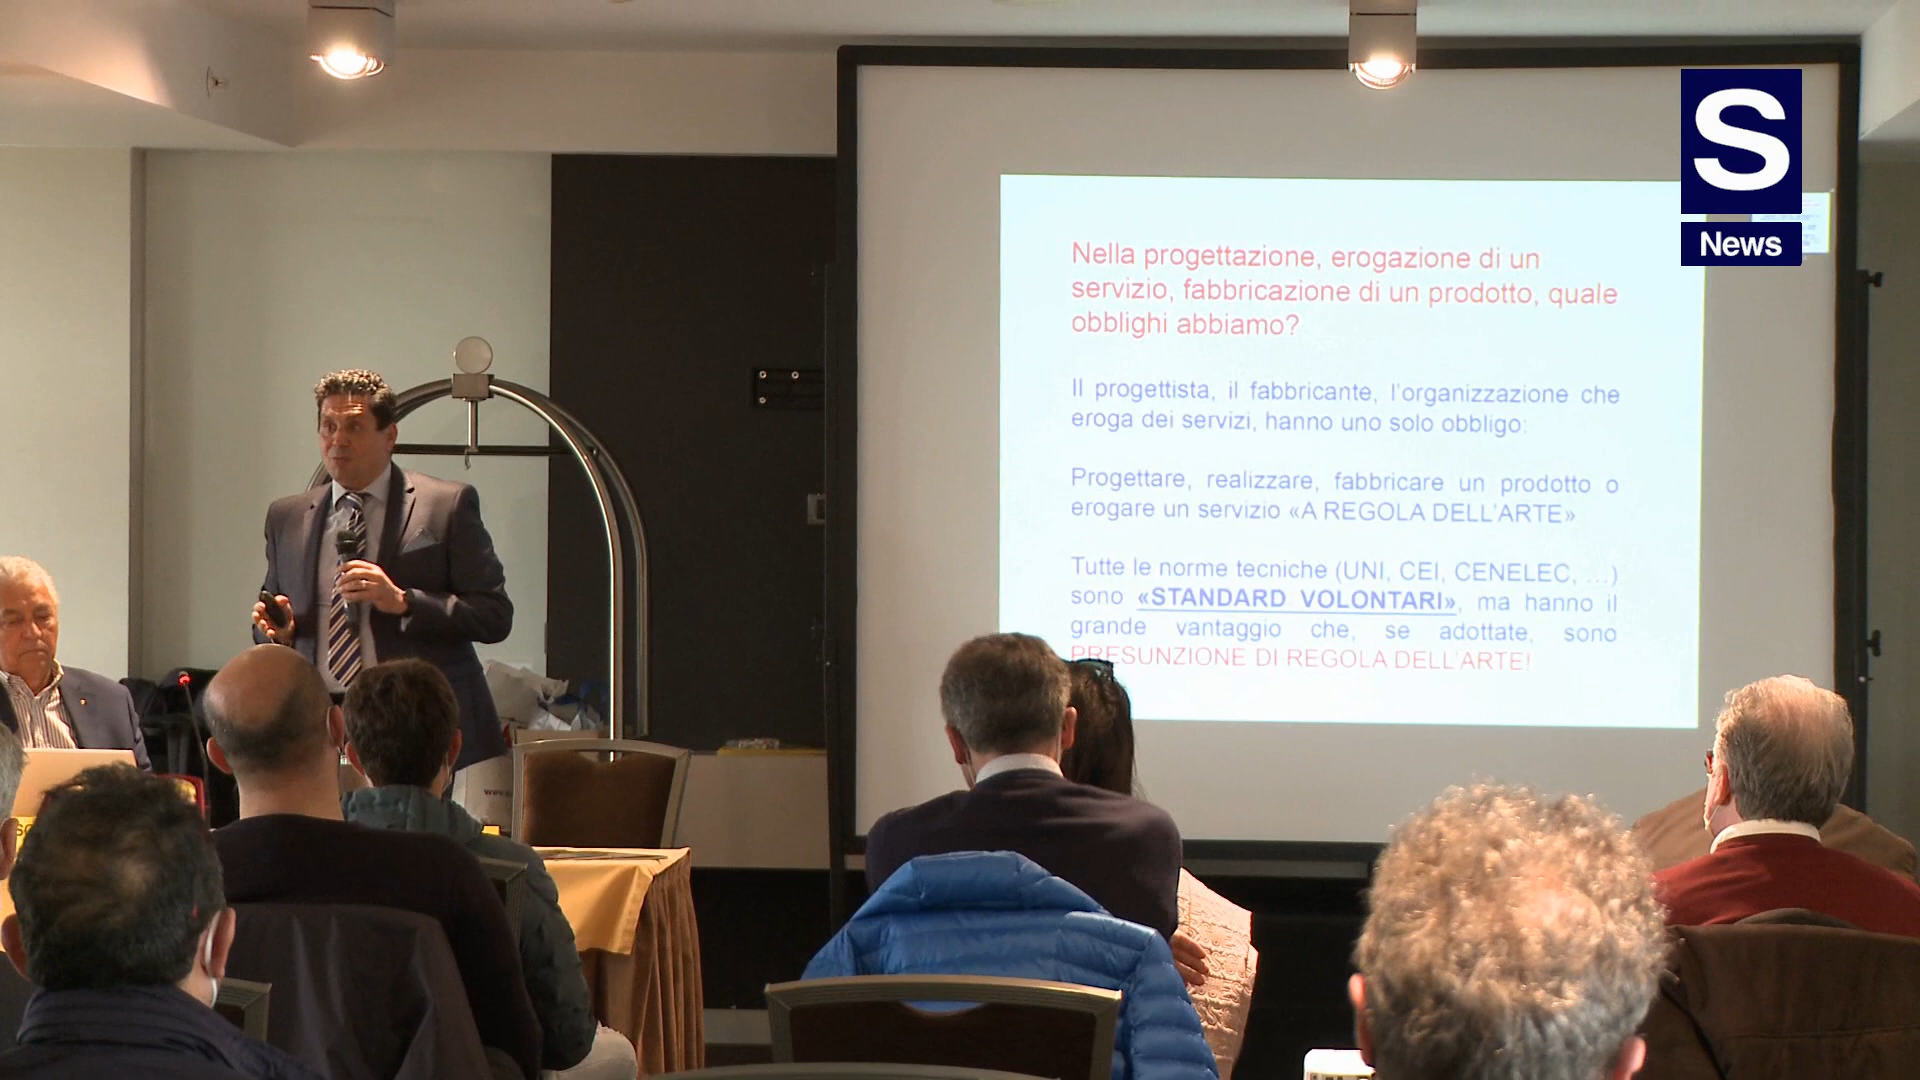 S
News
Nella progettazione, erogazione di un
servizio, fabbricazione di un prodotto, quale
obblighi abbiamo?
Il progettista, il fabbricante, l'organizzazione che
eroga dei servizi, hanno uno solo obbligo:
Progettare, realizzare, fabbricare un prodotto o
erogare un servizio «A REGOLA DELL'ARTE»
Tutte le norme tecniche (UNI, CEI, CENELEC, ...)
sono «STANDARD VOLONTARI», ma hanno il
grande vantaggio che, se adottate, sono
PRESUNZIONE DI REGOLA DELL'ARTE!